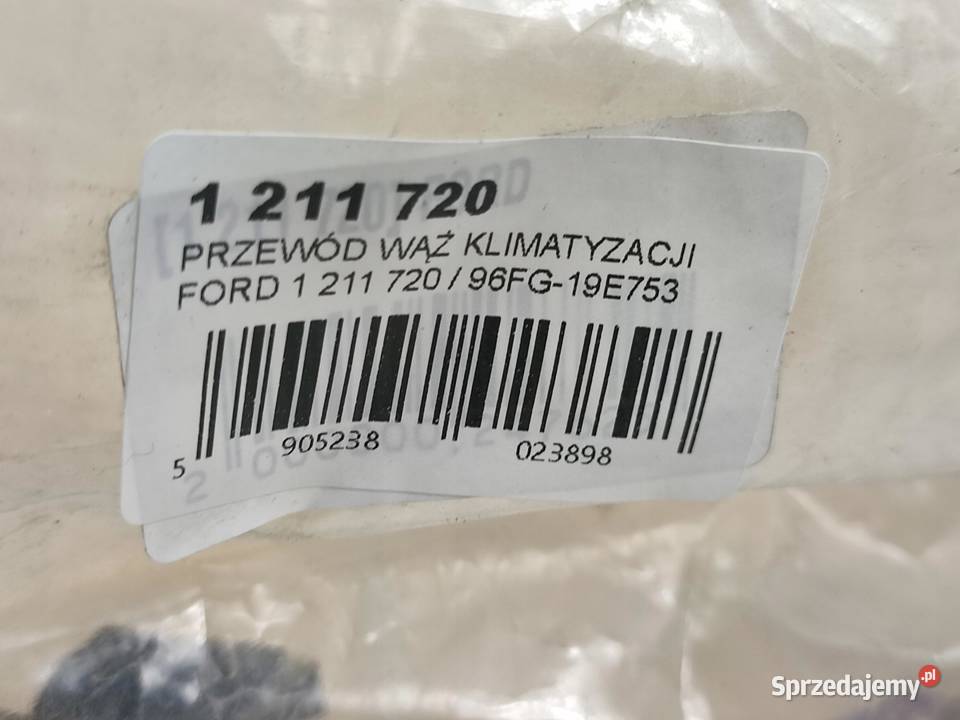 1 211 720
PRZEWÓD WĄŻ KLIMATYZACJI
FORD 1 211 720 / 96FG-19E753
5 905238 023898
Sprzedajemy.pl